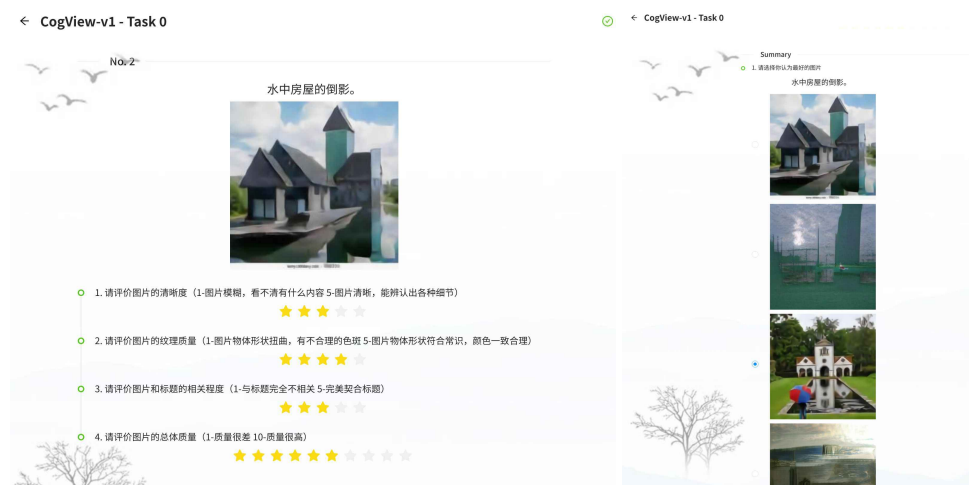 CogView-v1 - Task 0
No. 2
水中房屋的倒影。
1. 请评价图片的清晰度（1-图片模糊，看不清有什么内容 5-图片清晰，能辨认出各种细节）
2. 请评价图片的纹理质量（1-图片物体形状扭曲，有不合理的色斑 5-图片物体形状符合常识，颜色一致合理）
3. 请评价图片和标题的相关程度（1-与标题完全不相关 5-完美契合标题）
4. 请评价图片的总体质量（1-质量很差 10-质量很高）
CogView-v1 - Task 0
Summary
1. 请选择你认为最好的图片
水中房屋的倒影。